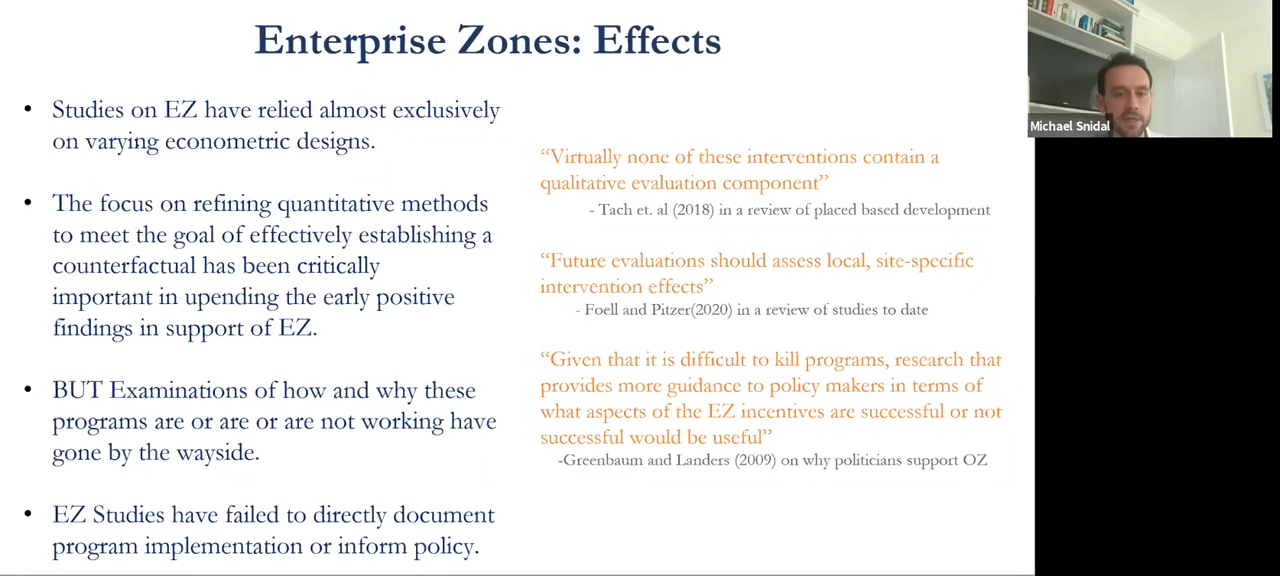 Enterprise Zones: Effects
• Studies on EZ have relied almost exclusively
on varying econometric designs.
• The focus on refining quantitative methods
to meet the goal of effectively establishing a
counterfactual has been critically
important in upending the early positive
findings in support of EZ.
• BUT Examinations of how and why these
programs are or are or are not working have
gone by the wayside.
• EZ Studies have failed to directly document
program implementation or inform policy.
“Virtually none of these interventions contain a
qualitative evaluation component”
- Tach et. al (2018) in a review of placed based development
“Future evaluations should assess local, site-specific
intervention effects”
- Foell and Pitzer(2020) in a review of studies to date
“Given that it is difficult to kill programs, research that
provides more guidance to policy makers in terms of
what aspects of the EZ incentives are successful or not
successful would be useful”
-Greenbaum and Landers (2009) on why politicians support OZ
Michael Snidal